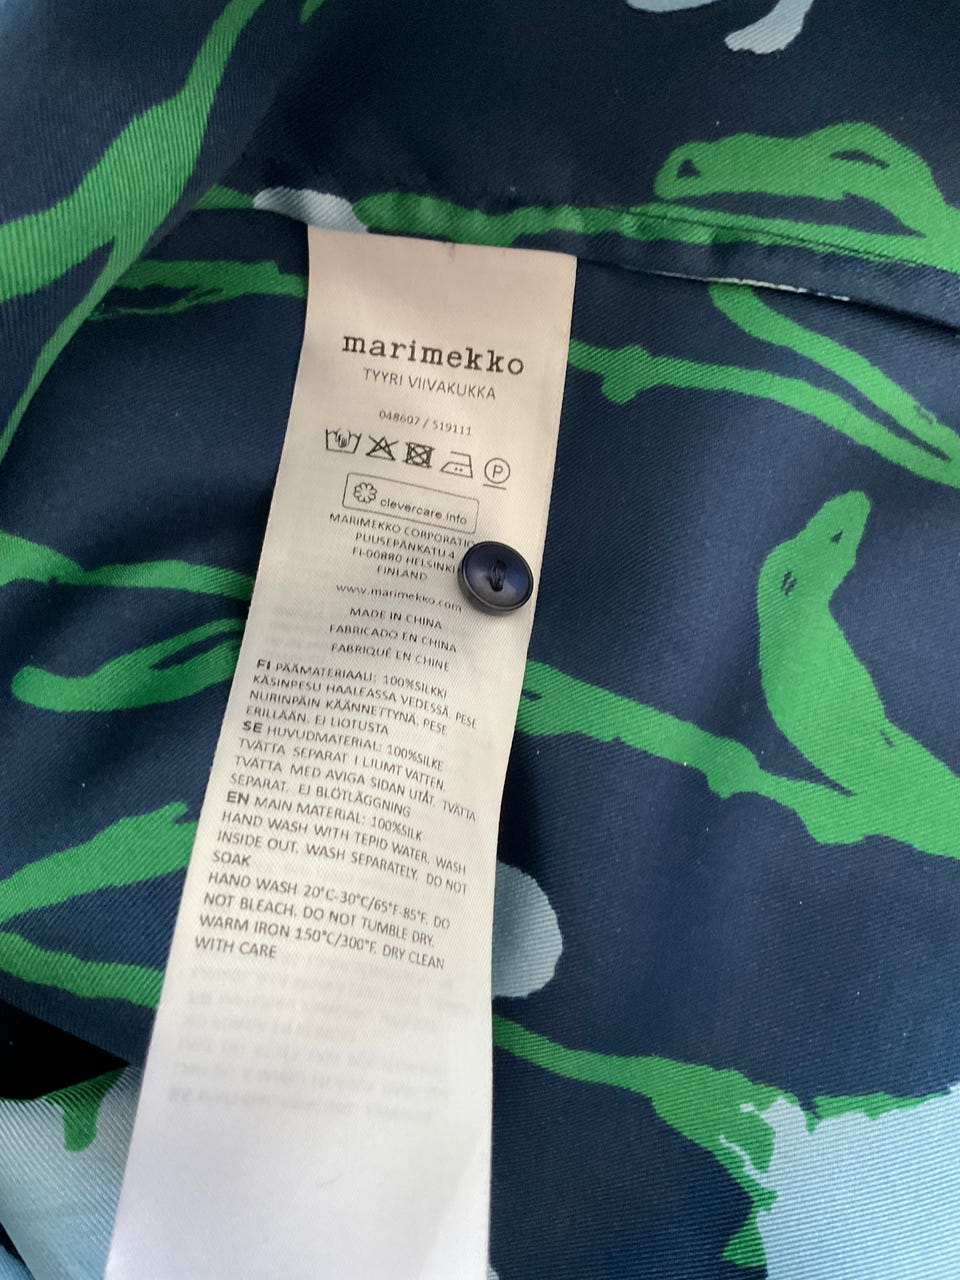 marimekko
TYYRI VIIVAKUKKA
048607 / 519111
P
clevercare.info
MARIMEKKO CORPORATIO
PUUSEPÄNKATU 4
FI-00880 HELSINKI
FINLAND
www.marimekko.com
MADE IN CHINA
FABRICADO EN CHINA
FABRIQUÉ EN CHINE
FI PÄÄMATERIAALI: 100%SILKKI
KÄSINPESU HAALEASSA VEDESSÄ. PESE
NURINPÄIN KÄÄNNETTYNÄ. PESE
ERILLÄÄN. EI LIOTUSTA
SE HUVUDMATERIAL: 100%SILKE
TVÄTTA SEPARAT I LJUMT VATTEN.
TVÄTTA MED AVIGA SIDAN UTÅT. TVÄTTA
SEPARAT. EJ BLÖTLÄGGNING
EN MAIN MATERIAL: 100%SILK
HAND WASH WITH TEPID WATER. WASH
INSIDE OUT. WASH SEPARATELY. DO NOT
SOAK
HAND WASH 20°C-30°C/65°F-85°F. DO
NOT BLEACH. DO NOT TUMBLE DRY.
WARM IRON 150°C/300°F. DRY CLEAN
WITH CARE